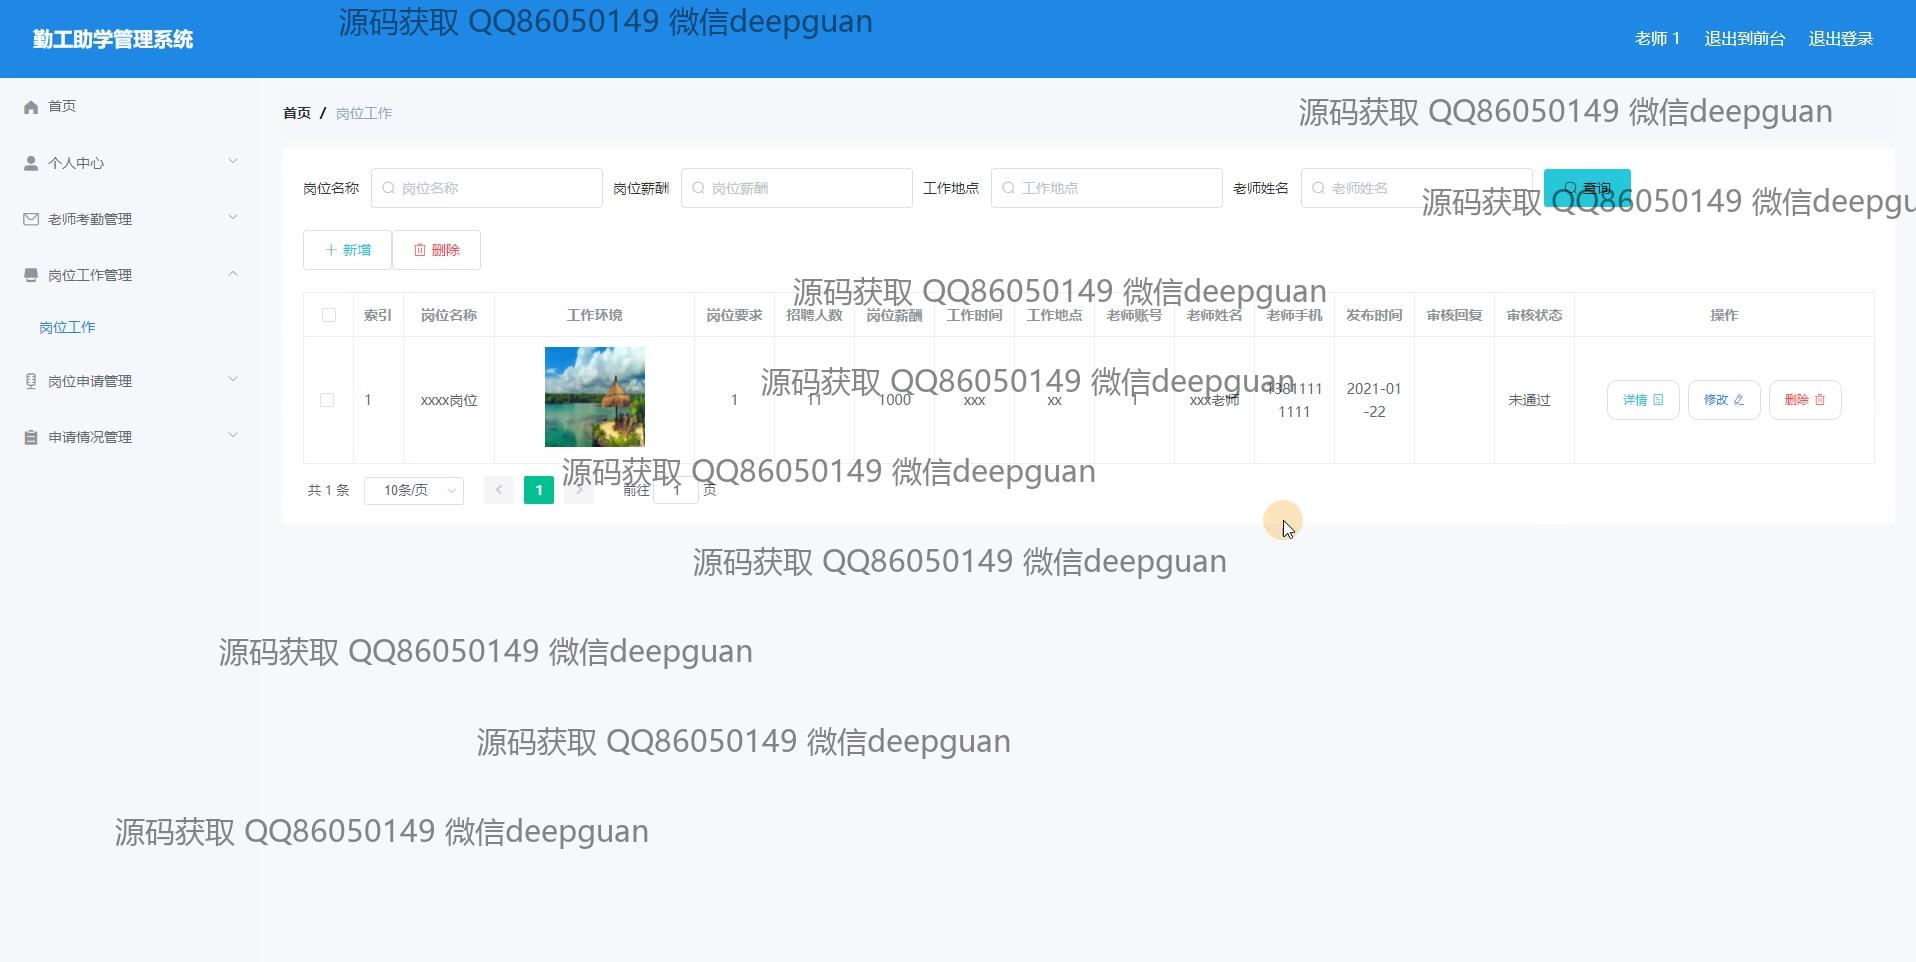 勤工助学管理系统
源码获取 QQ86050149 微信deepguan
老师 1 退出到前台 退出登录
首页
个人中心
老师考勤管理
岗位工作管理
岗位工作
岗位申请管理
申请情况管理
首页 / 岗位工作
源码获取 QQ86050149 微信deepguan
岗位名称 岗位名称 岗位薪酬 岗位薪酬 工作地点 工作地点 老师姓名 老师姓名 查询
源码获取 QQ86050149 微信deepgu
新增 删除
源码获取 QQ86050149 微信deepguan
索引 岗位名称 工作环境 岗位要求 招聘人数 岗位薪酬 工作时间 工作地点 老师账号 老师姓名 老师手机 发布时间 审核回复 审核状态 操作
源码获取 QQ86050149 微信deepguan
1 xxxx岗位 1 11 1000 xxx xx 1 xxx老师 1381111 2021-01 未通过 详情 修改 删除
1111 -22
源码获取 QQ86050149 微信deepguan
共 1 条 10条/页 1 前往 1 页
源码获取 QQ86050149 微信deepguan
源码获取 QQ86050149 微信deepguan
源码获取 QQ86050149 微信deepguan
源码获取 QQ86050149 微信deepguan